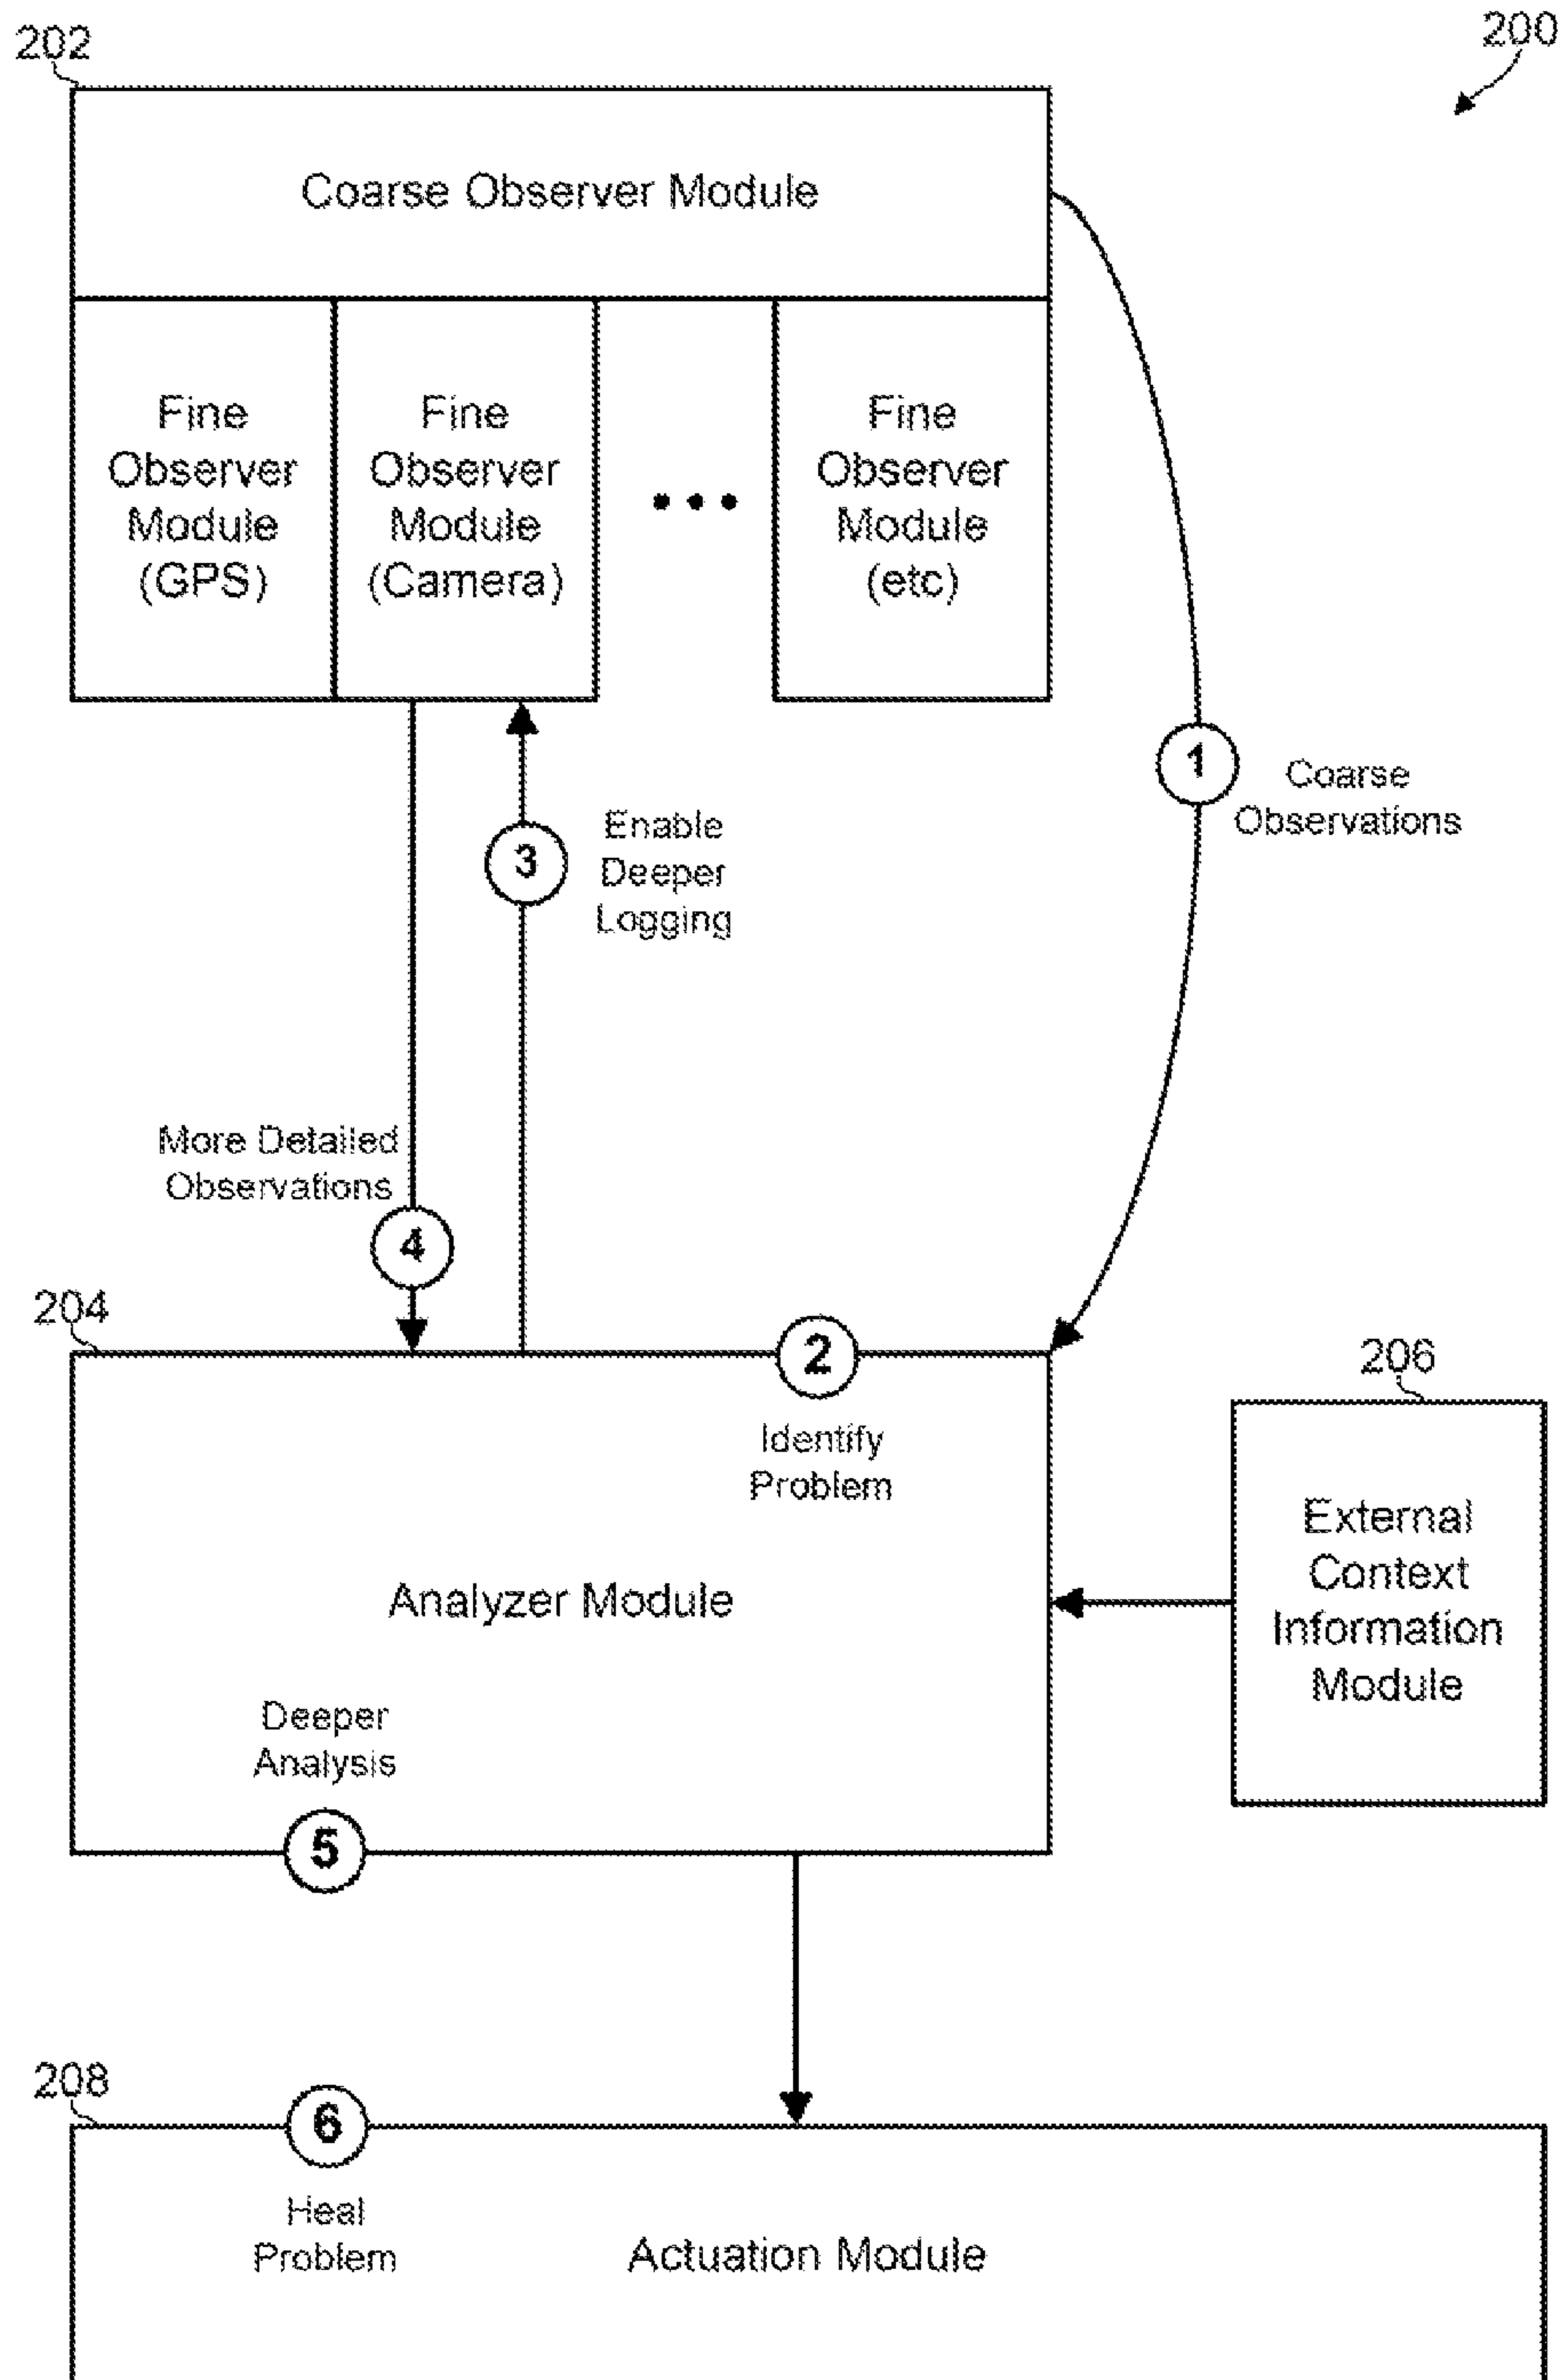 202
200
Coarse Observer Module
Fine
Observer
Module
(GPS)
Fine
Observer
Module
(Camera)
• • •
Fine
Observer
Module
(etc)
1
Coarse
Observations
3
Enable
Deeper
Logging
More Detailed
Observations
4
204
2
Identify
Problem
206
External
Context
Information
Module
Analyzer Module
Deeper
Analysis
5
208
6
Heal
Problem
Actuation Module